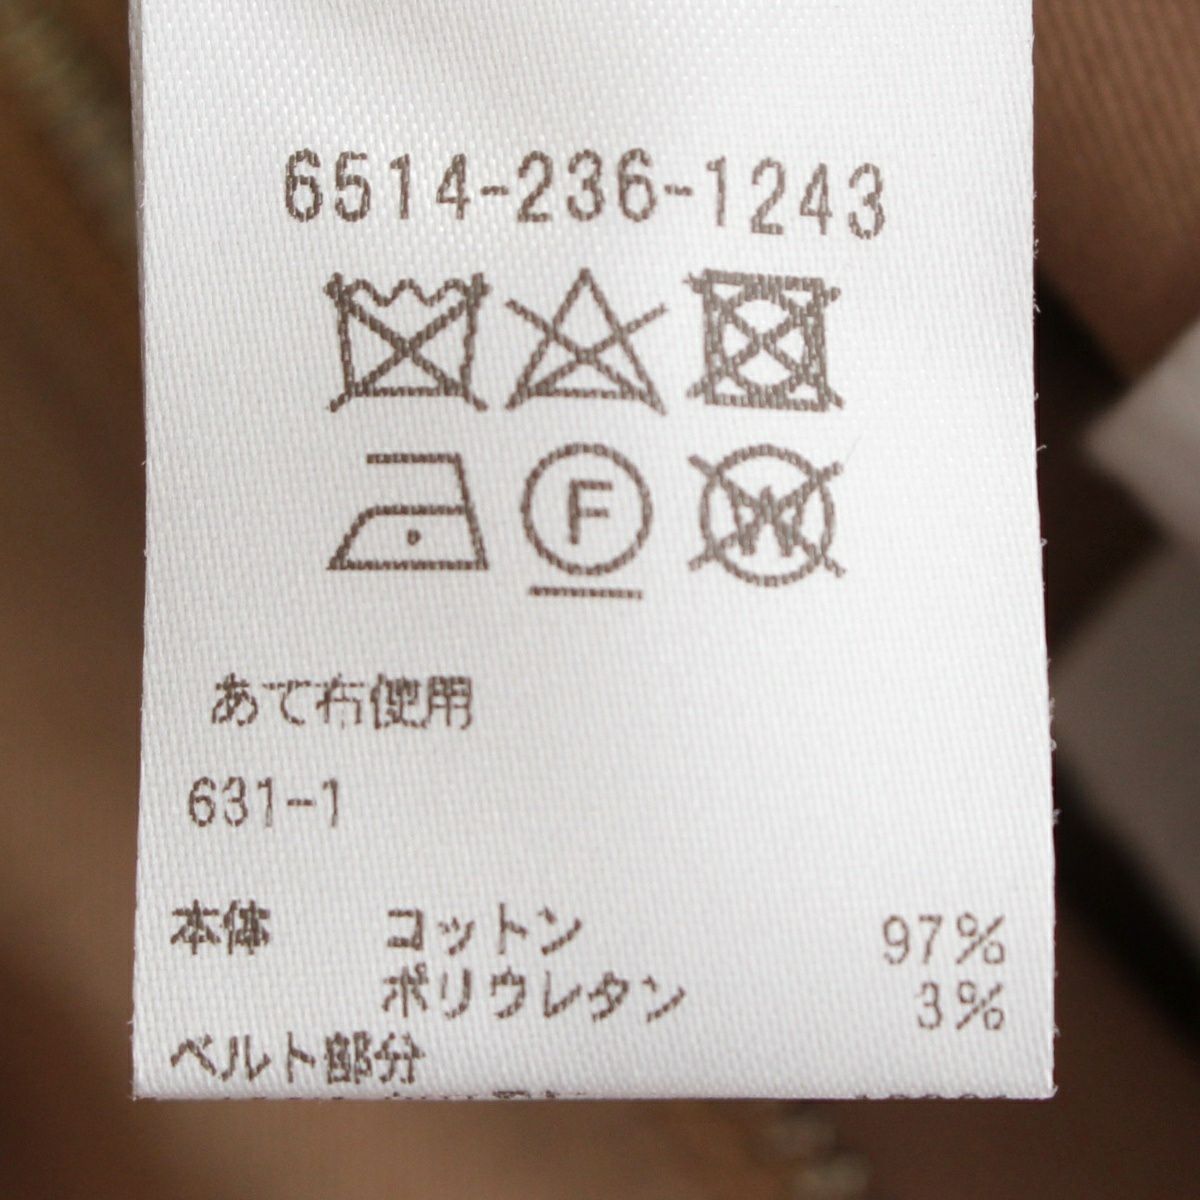 6514-236-1243
F
W
あて布使用
631-1
本体 コットン 97%
ポリウレタン 3%
ベルト部分